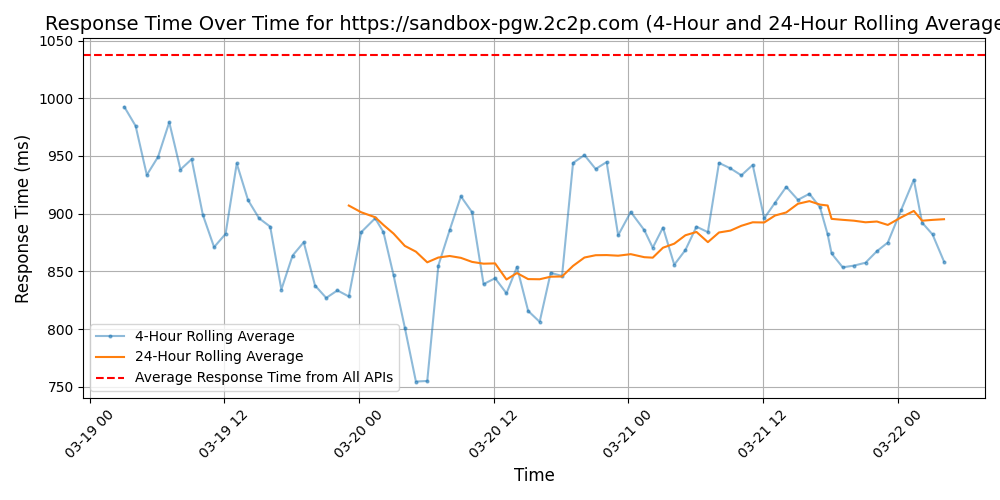 Response Time Over Time for https://sandbox-pgw.2c2p.com (4-Hour and 24-Hour Rolling Average
1050
1000
950
900
850
800
750
Response Time (ms)
4-Hour Rolling Average
24-Hour Rolling Average
Average Response Time from All APIs
03-19 00
03-19 12
03-20 00
03-20 12
03-21 00
03-21 12
03-22 00
Time